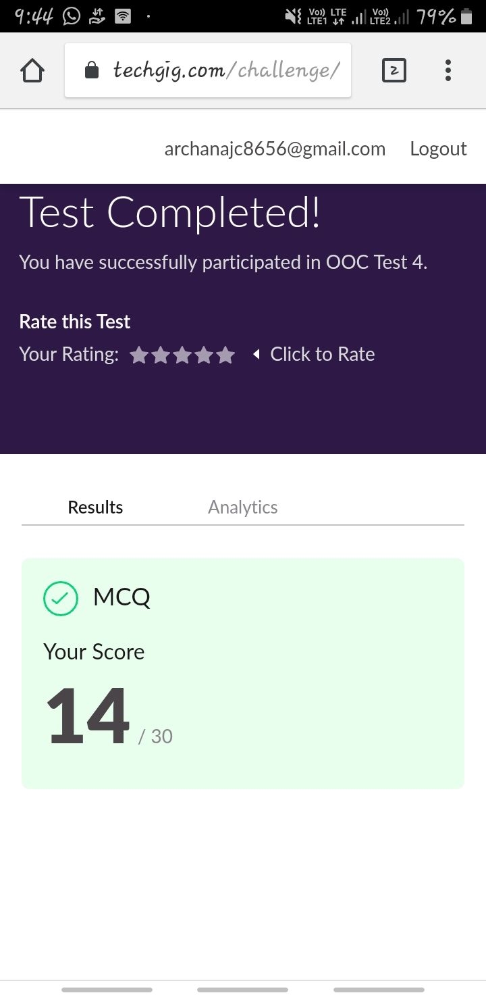 9:44 Vo) LTE Vo) 79%
LTE1 LTE2
techgig.com/challenge/ 2
archanajc8656@gmail.com Logout
Test Completed!
You have successfully participated in OOC Test 4.
Rate this Test
Your Rating: Click to Rate
Results Analytics
MCQ
Your Score
14 / 30